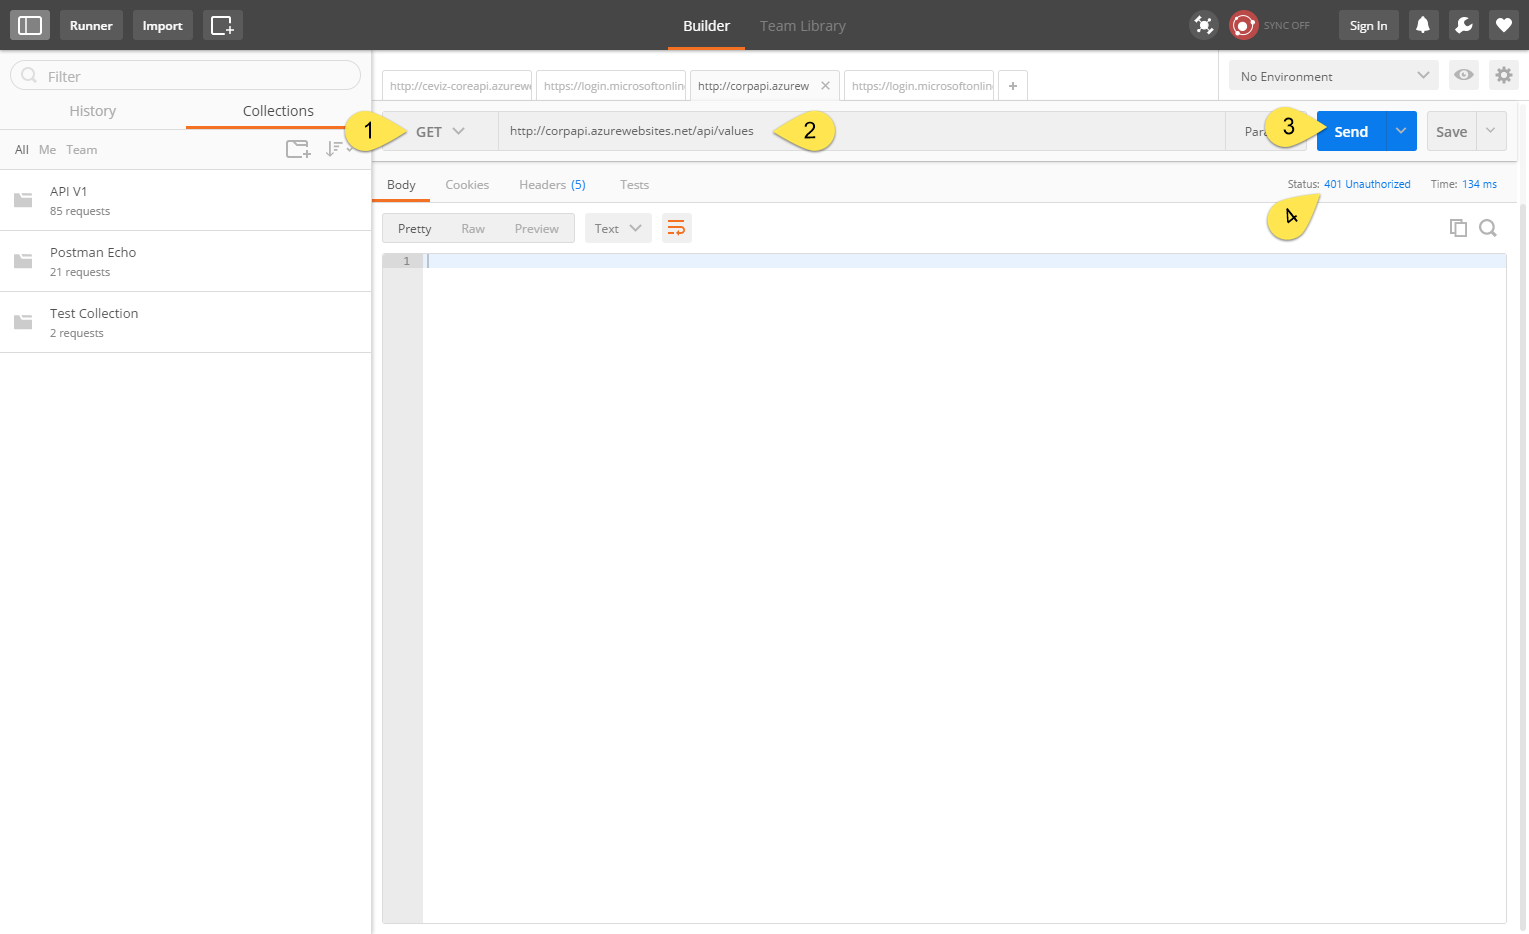 Runner Import Builder Team Library SYNC OFF Sign In
Filter
History Collections
All Me Team
API V1
85 requests
Postman Echo
21 requests
Test Collection
2 requests
http://ceviz-coreapi.azurew https://login.microsoftonlin http://corpapi.azurew https://login.microsoftonlin +
No Environment
1 GET http://corpapi.azurewebsites.net/api/values 2 Para 3 Send Save
Body Cookies Headers (5) Tests Status: 401 Unauthorized Time: 134 ms
4
Pretty Raw Preview Text
1